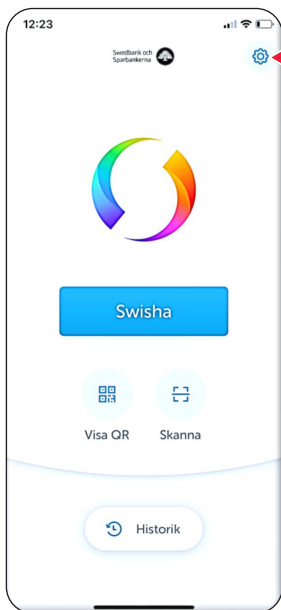 12:23
Swedbank och
Sparbankerna
Swisha
Visa QR
Skanna
Historik